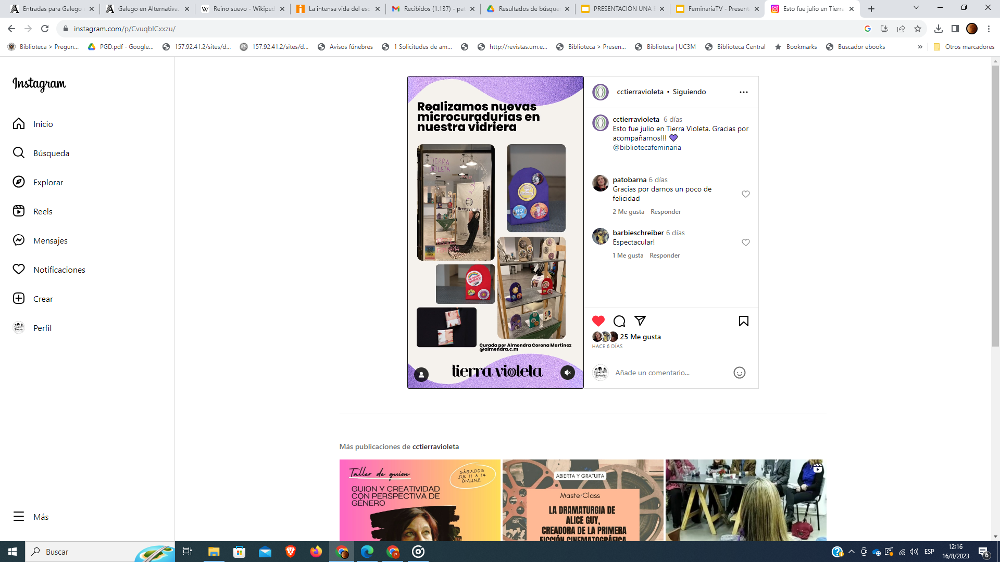 Entradas para Galego
Galego en Alternativa.
Reino suevo - Wikiped
La intensa vida del esc
Recibidos (1.137) - pat
Resultados de búsque
PRESENTACIÓN UNA
FeminariaTV - Present
Esto fue julio en Tierra
instagram.com/p/CvuqbICxxzu/
Biblioteca > Pregun...
PGD.pdf - Google...
157.92.41.2/sites/d...
157.92.41.2/sites/d...
Avisos fúnebres
1 Solicitudes de am...
http://revistas.um.e...
Biblioteca > Presen...
Biblioteca | UC3M
Biblioteca Central
Bookmarks
Buscador ebooks
»
Otros marcadores
Instagram
Inicio
Búsqueda
Explorar
Reels
Mensajes
Notificaciones
Crear
Perfil
Más
Realizamos nuevas
microcuradurías en
nuestra vidriera
TIERRA
VIOLETA
tierra violeta
NO
Curada por Almendra Corona Martínez
@almendra.c.m
tierra violeta
cctierravioleta • Siguiendo
cctierravioleta 6 días
Esto fue julio en Tierra Violeta. Gracias por
acompañarnos!!! 💜
@bibliotecafeminaria
patobarna 6 días
Gracias por darnos un poco de
felicidad
2 Me gusta Responder
barbieschreiber 6 días
Espectacular!
1 Me gusta Responder
25 Me gusta
HACE 6 DÍAS
Añade un comentario...
Más publicaciones de cctierravioleta
Taller de guion
SÁBADOS
DE 11 A 14
ONLINE
GUION Y CREATIVIDAD
CON PERSPECTIVA DE
GÉNERO
ABIERTA Y GRATUITA
MasterClass
LA DRAMATURGIA DE
ALICE GUY,
CREADORA DE LA PRIMERA
FICCIÓN CINEMATOGRÁFICA
Buscar
ESP
12:16
16/8/2023
6